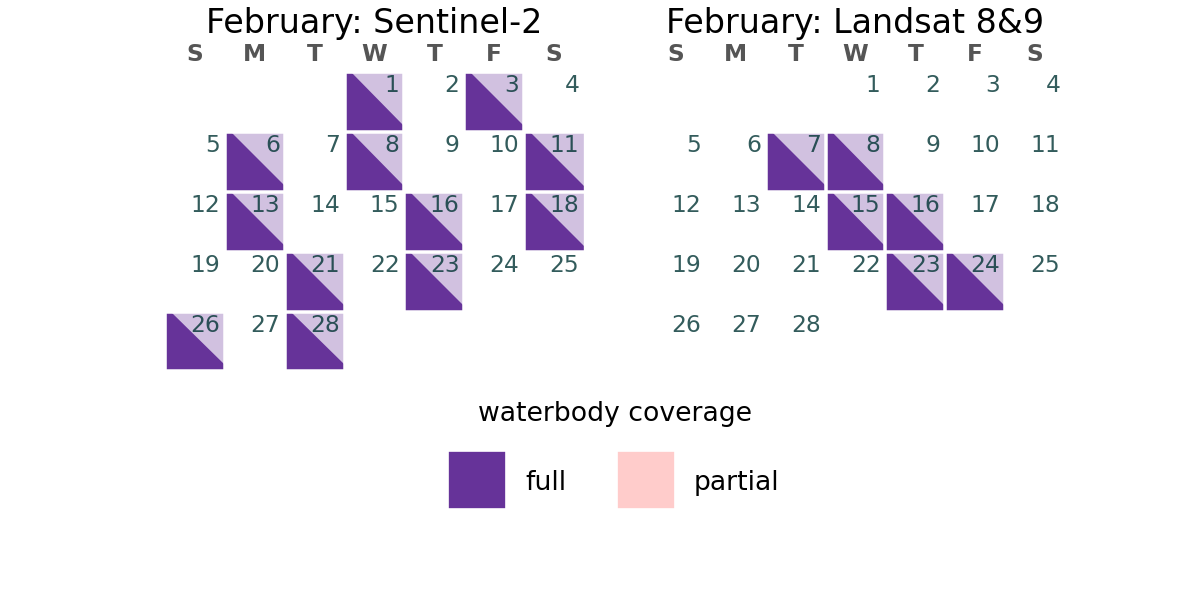 February: Sentinel-2
S M T W T F S
1 2 3 4
5 6 7 8 9 10 11
12 13 14 15 16 17 18
19 20 21 22 23 24 25
26 27 28
February: Landsat 8&9
S M T W T F S
1 2 3 4
5 6 7 8 9 10 11
12 13 14 15 16 17 18
19 20 21 22 23 24 25
26 27 28
waterbody coverage
full partial